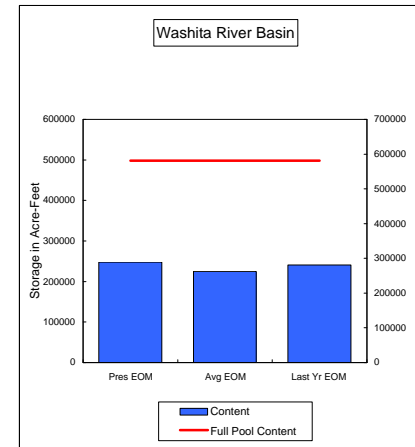 Washita River Basin
600000
500000
400000
300000
200000
100000
0
Storage in Acre-Feet
700000
600000
500000
400000
300000
200000
100000
0
Pres EOM
Avg EOM
Last Yr EOM
Content
Full Pool Content